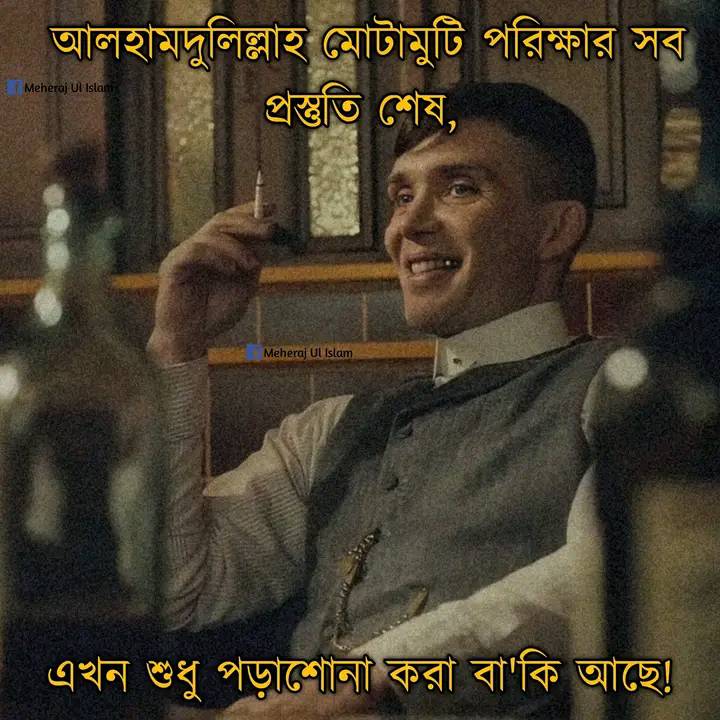 আলহামদুলিল্লাহ মোটামুটি পরিক্ষার সব
Meheraj Ul Islam
প্রস্তুতি শেষ,
Meheraj Ul Islam
এখন শুধু পড়াশোনা করা বা'কি আছে!